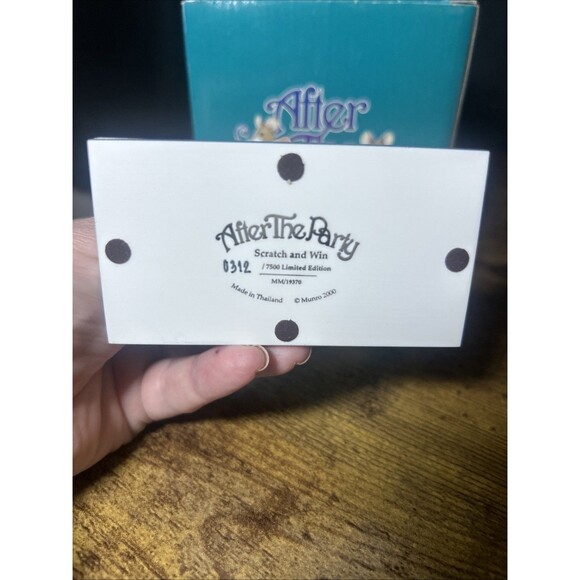 After
After The Party
Scratch and Win
0312 / 7500 Limited Edition
MM/19370
Made in Thailand © Munro 2000